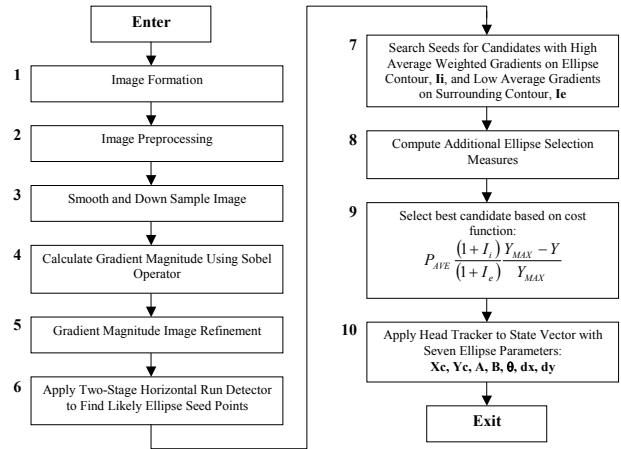 Enter
1
Image Formation
2
Image Preprocessing
3
Smooth and Down Sample Image
4
Calculate Gradient Magnitude Using Sobel
Operator
5
Gradient Magnitude Image Refinement
6
Apply Two-Stage Horizontal Run Detector
to Find Likely Ellipse Seed Points
7
Search Seeds for Candidates with High
Average Weighted Gradients on Ellipse
Contour, Ii, and Low Average Gradients
on Surrounding Contour, Ie
8
Compute Additional Ellipse Selection
Measures
9
Select best candidate based on cost
function:
P_AVE (1 + I_i)/(1 + I_e) (Y_MAX − Y)/Y_MAX
10
Apply Head Tracker to State Vector with
Seven Ellipse Parameters:
Xc, Yc, A, B, θ, dx, dy
Exit